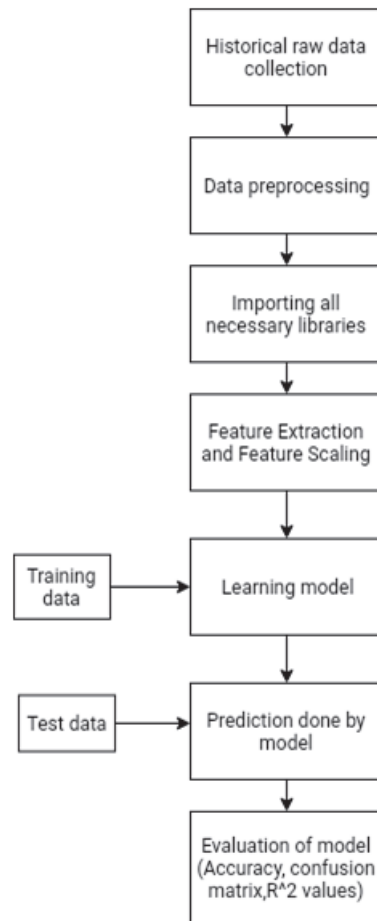 Historical raw data
collection
Data preprocessing
Importing all
necessary libraries
Feature Extraction
and Feature Scaling
Training
data
Learning model
Test data
Prediction done by
model
Evaluation of model
(Accuracy, confusion
matrix,R^2 values)